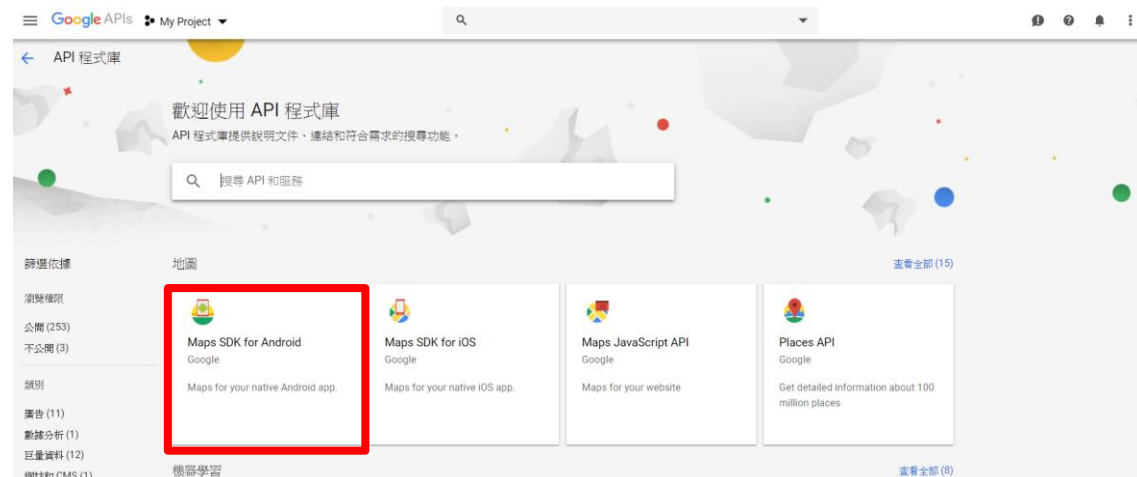 Google APIs My Project
API 程式庫
歡迎使用 API 程式庫
API 程式庫提供說明文件、連結和符合需求的搜尋功能。
搜尋 API 和服務
篩選依據
瀏覽權限
公開 (253)
不公開 (3)
類別
廣告 (11)
數據分析 (1)
巨量資料 (12)
CMS (1)
地圖
查看全部 (15)
Maps SDK for Android
Google
Maps for your native Android app.
Maps SDK for iOS
Google
Maps for your native iOS app.
Maps JavaScript API
Google
Maps for your website
Places API
Google
Get detailed information about 100
million places
機器學習
查看全部 (8)